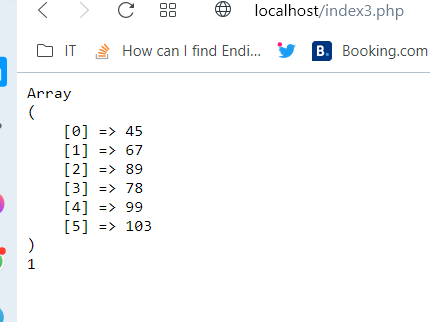 localhost/index3.php
IT How can I find Endi... B. Booking.com
Array
(
[0] => 45
[1] => 67
[2] => 89
[3] => 78
[4] => 99
[5] => 103
)
1